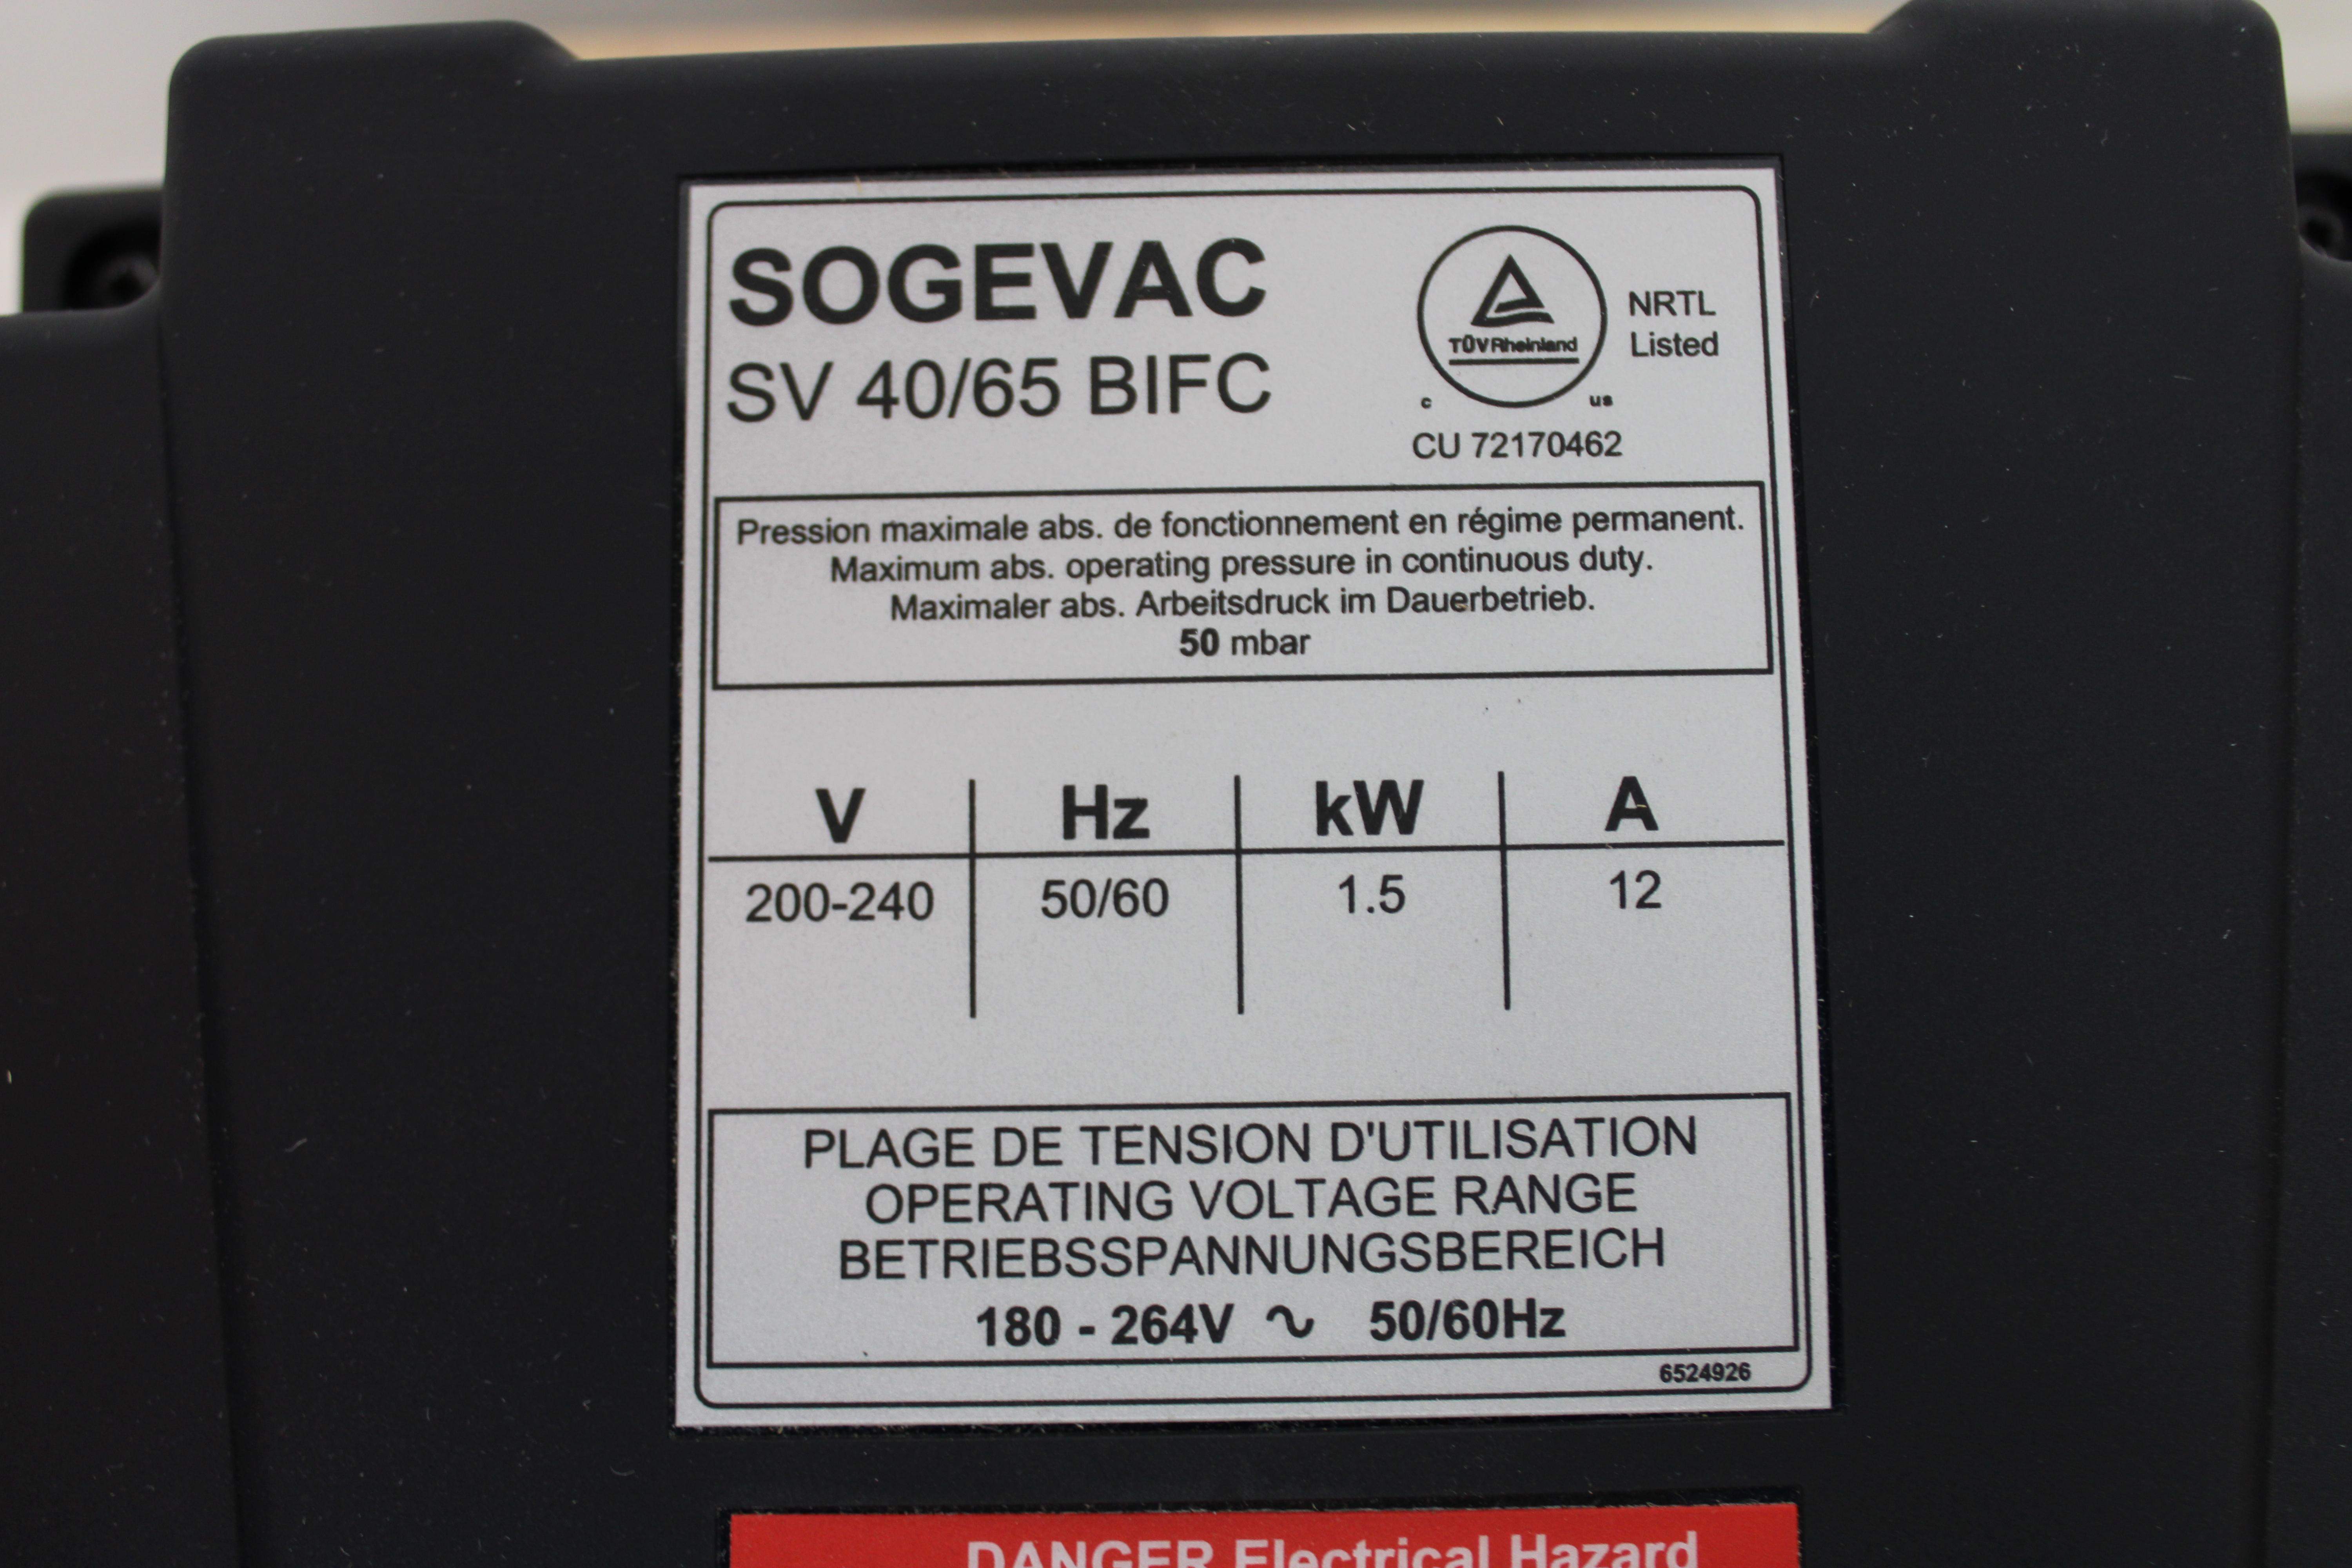 SOGEVAC
SV 40/65 BIFC
TÜVRheinland
NRTL
Listed
c us
CU 72170462
Pression maximale abs. de fonctionnement en régime permanent.
Maximum abs. operating pressure in continuous duty.
Maximaler abs. Arbeitsdruck im Dauerbetrieb.
50 mbar
V Hz kW A
200-240 50/60 1.5 12
PLAGE DE TENSION D'UTILISATION
OPERATING VOLTAGE RANGE
BETRIEBSSPANNUNGSBEREICH
180 - 264V ∿ 50/60Hz
6524926
DANGER Electrical Hazard